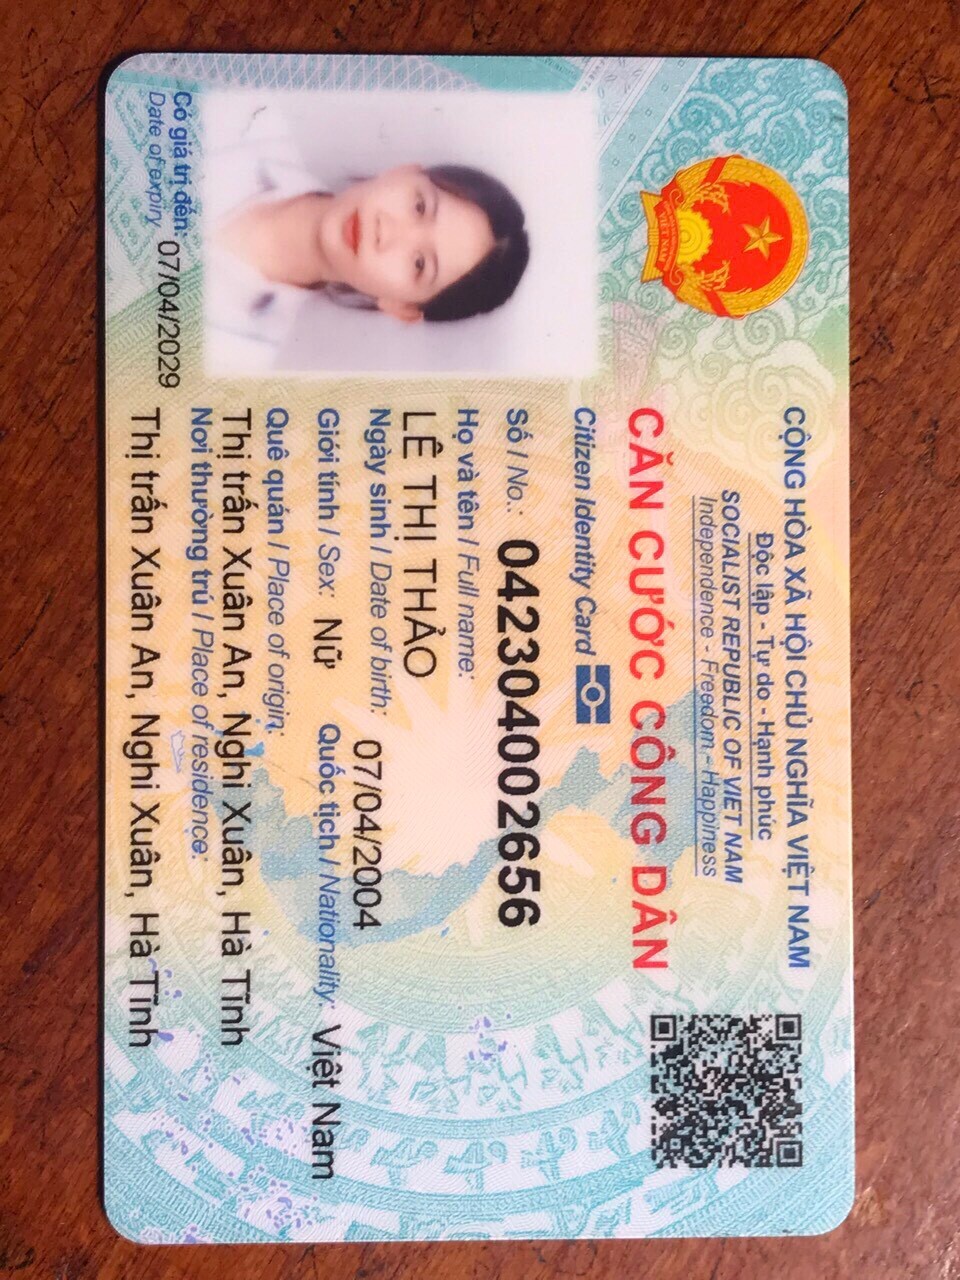 CỘNG HÒA XÃ HỘI CHỦ NGHĨA VIỆT NAM
Độc lập - Tự do - Hạnh phúc
SOCIALIST REPUBLIC OF VIET NAM
Independence - Freedom - Happiness
CĂN CƯỚC CÔNG DÂN
Citizen Identity Card
Số / No.: 042304002656
Họ và tên / Full name:
LÊ THỊ THẢO
Ngày sinh / Date of birth: 07/04/2004
Giới tính / Sex: Nữ Quốc tịch / Nationality: Việt Nam
Quê quán / Place of origin:
Thị trấn Xuân An, Nghi Xuân, Hà Tĩnh
Nơi thường trú / Place of residence:
Thị trấn Xuân An, Nghi Xuân, Hà Tĩnh
Có giá trị đến: 07/04/2029
Date of expiry
VIỆT NAM